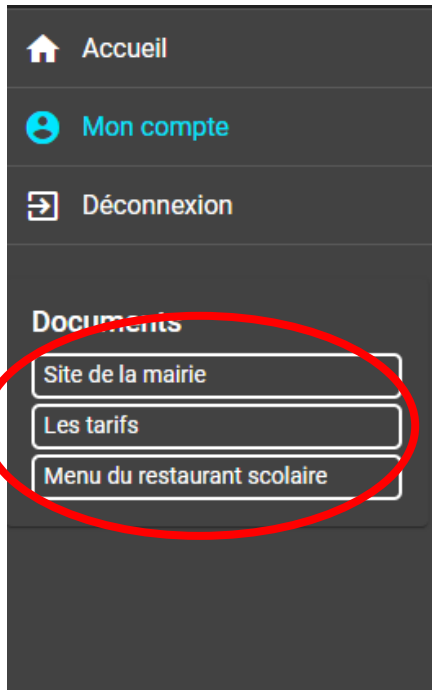 Accueil
Mon compte
Déconnexion
Documents
Site de la mairie
Les tarifs
Menu du restaurant scolaire